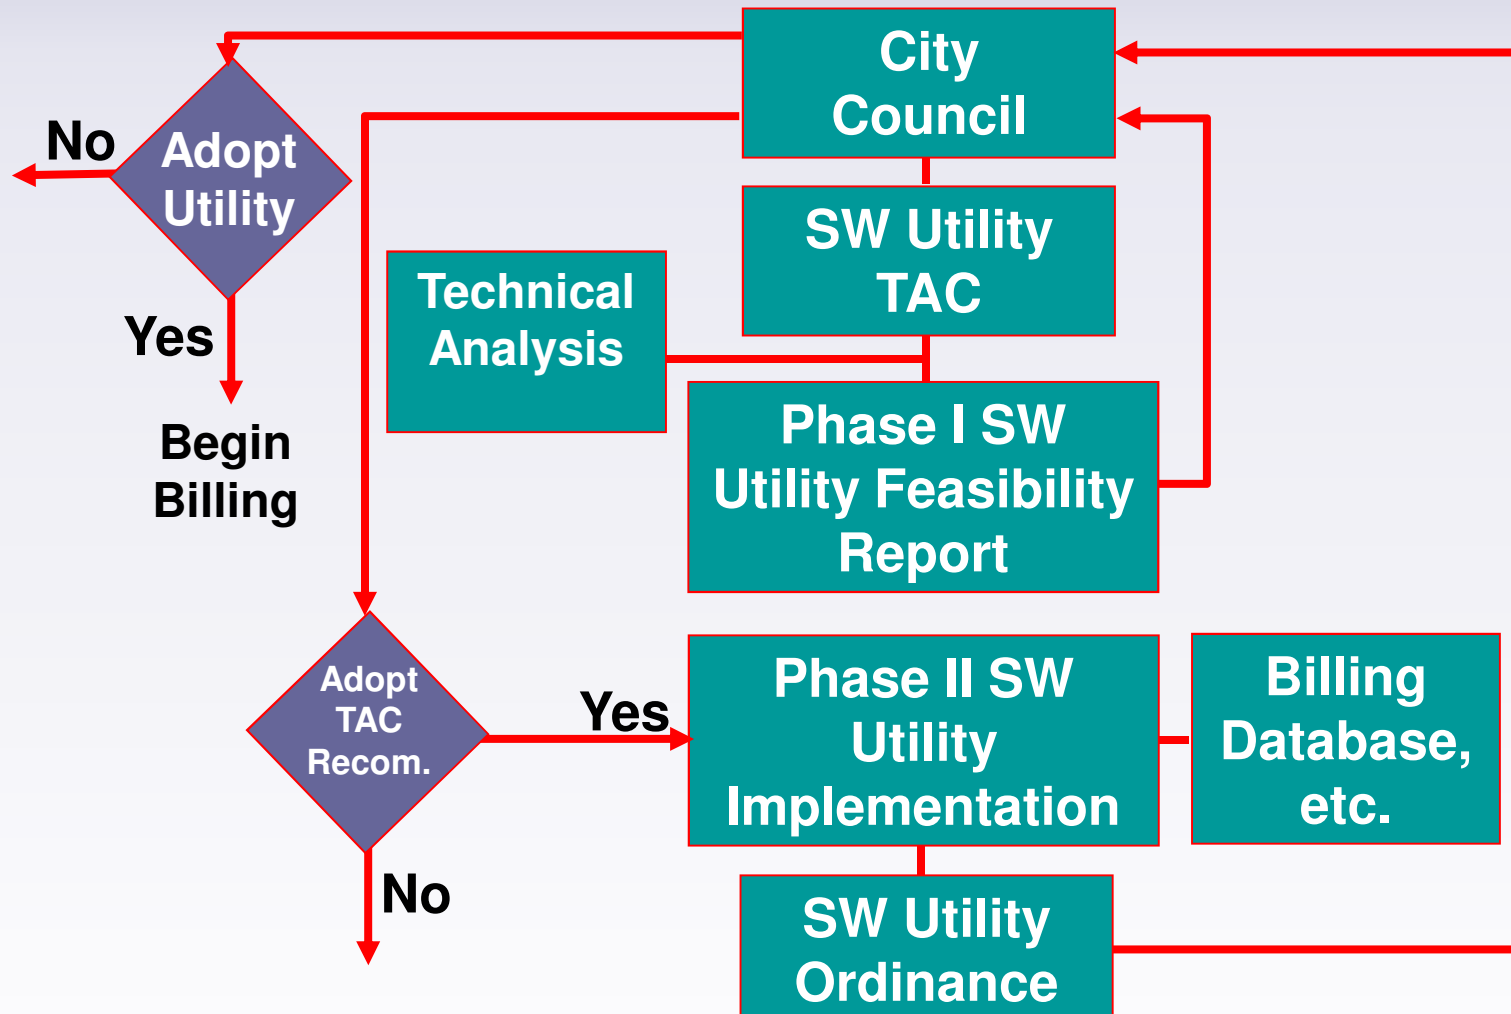 City
Council
No
Adopt
Utility
SW Utility
TAC
Technical
Analysis
Yes
Begin
Billing
Phase I SW
Utility Feasibility
Report
Adopt
TAC
Recom.
Yes
Phase II SW
Utility
Implementation
Billing
Database,
etc.
No
SW Utility
Ordinance